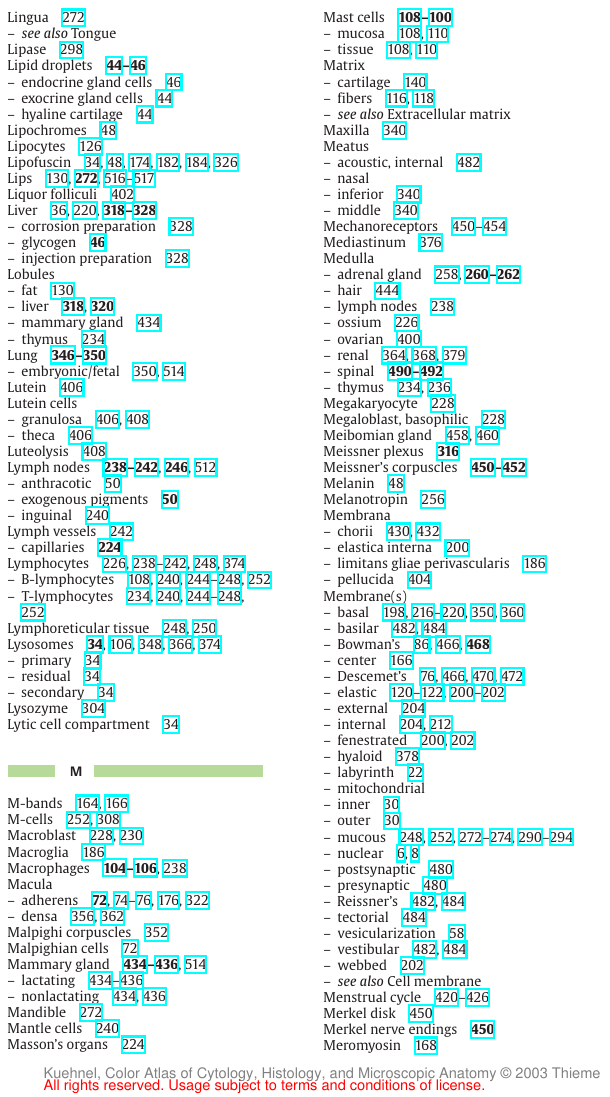 Lingua 272
– see also Tongue
Lipase 298
Lipid droplets 44–46
– endocrine gland cells 46
– exocrine gland cells 44
– hyaline cartilage 44
Lipochromes 48
Lipocytes 126
Lipofuscin 34, 48, 174, 182, 184, 326
Lips 130, 272, 516–517
Liquor folliculi 402
Liver 36, 220, 318–328
– corrosion preparation 328
– glycogen 46
– injection preparation 328
Lobules
– fat 130
– liver 318, 320
– mammary gland 434
– thymus 234
Lung 346–350
– embryonic/fetal 350, 514
Lutein 406
Lutein cells
– granulosa 406, 408
– theca 406
Luteolysis 408
Lymph nodes 238–242, 246, 512
– anthracotic 50
– exogenous pigments 50
– inguinal 240
Lymph vessels 242
– capillaries 224
Lymphocytes 226, 238–242, 248, 374
– B-lymphocytes 108, 240, 244–248, 252
– T-lymphocytes 234, 240, 244–248,
252
Lymphoreticular tissue 248, 250
Lysosomes 34, 106, 348, 366, 374
– primary 34
– residual 34
– secondary 34
Lysozyme 304
Lytic cell compartment 34
M
M-bands 164, 166
M-cells 252, 308
Macroblast 228, 230
Macroglia 186
Macrophages 104–106, 238
Macula
– adherens 72, 74–76, 176, 322
– densa 356, 362
Malpighi corpuscles 352
Malpighian cells 72
Mammary gland 434–436, 514
– lactating 434–436
– nonlactating 434, 436
Mandible 272
Mantle cells 240
Masson's organs 224
Mast cells 108–100
– mucosa 108, 110
– tissue 108, 110
Matrix
– cartilage 140
– fibers 116, 118
– see also Extracellular matrix
Maxilla 340
Meatus
– acoustic, internal 482
– nasal
– inferior 340
– middle 340
Mechanoreceptors 450–454
Mediastinum 376
Medulla
– adrenal gland 258, 260–262
– hair 444
– lymph nodes 238
– ossium 226
– ovarian 400
– renal 364, 368, 379
– spinal 490–492
– thymus 234, 236
Megakaryocyte 228
Megaloblast, basophilic 228
Meibomian gland 458, 460
Meissner plexus 316
Meissner's corpuscles 450–452
Melanin 48
Melanotropin 256
Membrana
– chorii 430, 432
– elastica interna 200
– limitans gliae perivascularis 186
– pellucida 404
Membrane(s)
– basal 198, 216–220, 350, 360
– basilar 482, 484
– Bowman's 86, 466, 468
– center 166
– Descemet's 76, 466, 470, 472
– elastic 120–122, 200–202
– external 204
– internal 204, 212
– fenestrated 200, 202
– hyaloid 378
– labyrinth 22
– mitochondrial
– inner 30
– outer 30
– mucous 248, 252, 272–274, 290–294
– nuclear 6, 8
– postsynaptic 480
– presynaptic 480
– Reissner's 482, 484
– tectorial 484
– vesicularization 58
– vestibular 482, 484
– webbed 202
– see also Cell membrane
Menstrual cycle 420–426
Merkel disk 450
Merkel nerve endings 450
Meromyosin 168
Kuehnel, Color Atlas of Cytology, Histology, and Microscopic Anatomy © 2003 Thieme
All rights reserved. Usage subject to terms and conditions of license.